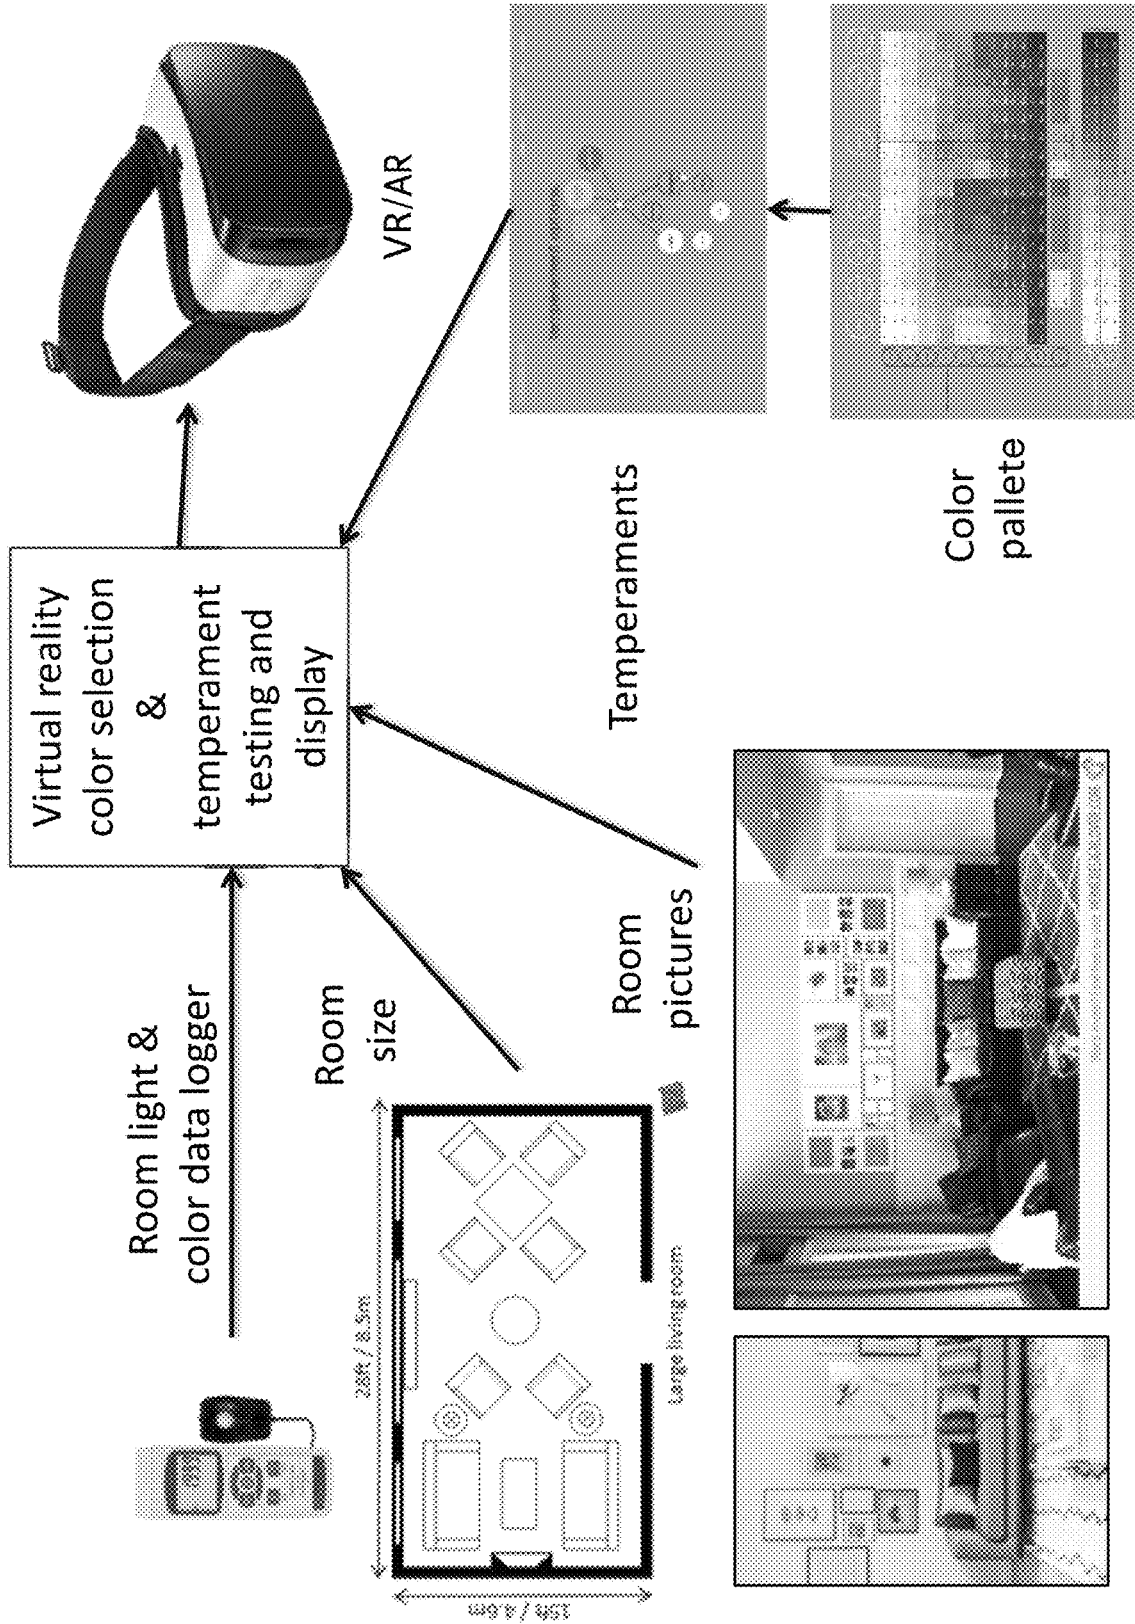 Room light &
color data logger
Virtual reality
color selection
&
temperament
testing and
display
VR/AR
28ft / 8.5m
15ft / 4.6m
Large living room
Room
size
Room
pictures
Temperaments
Color
pallete